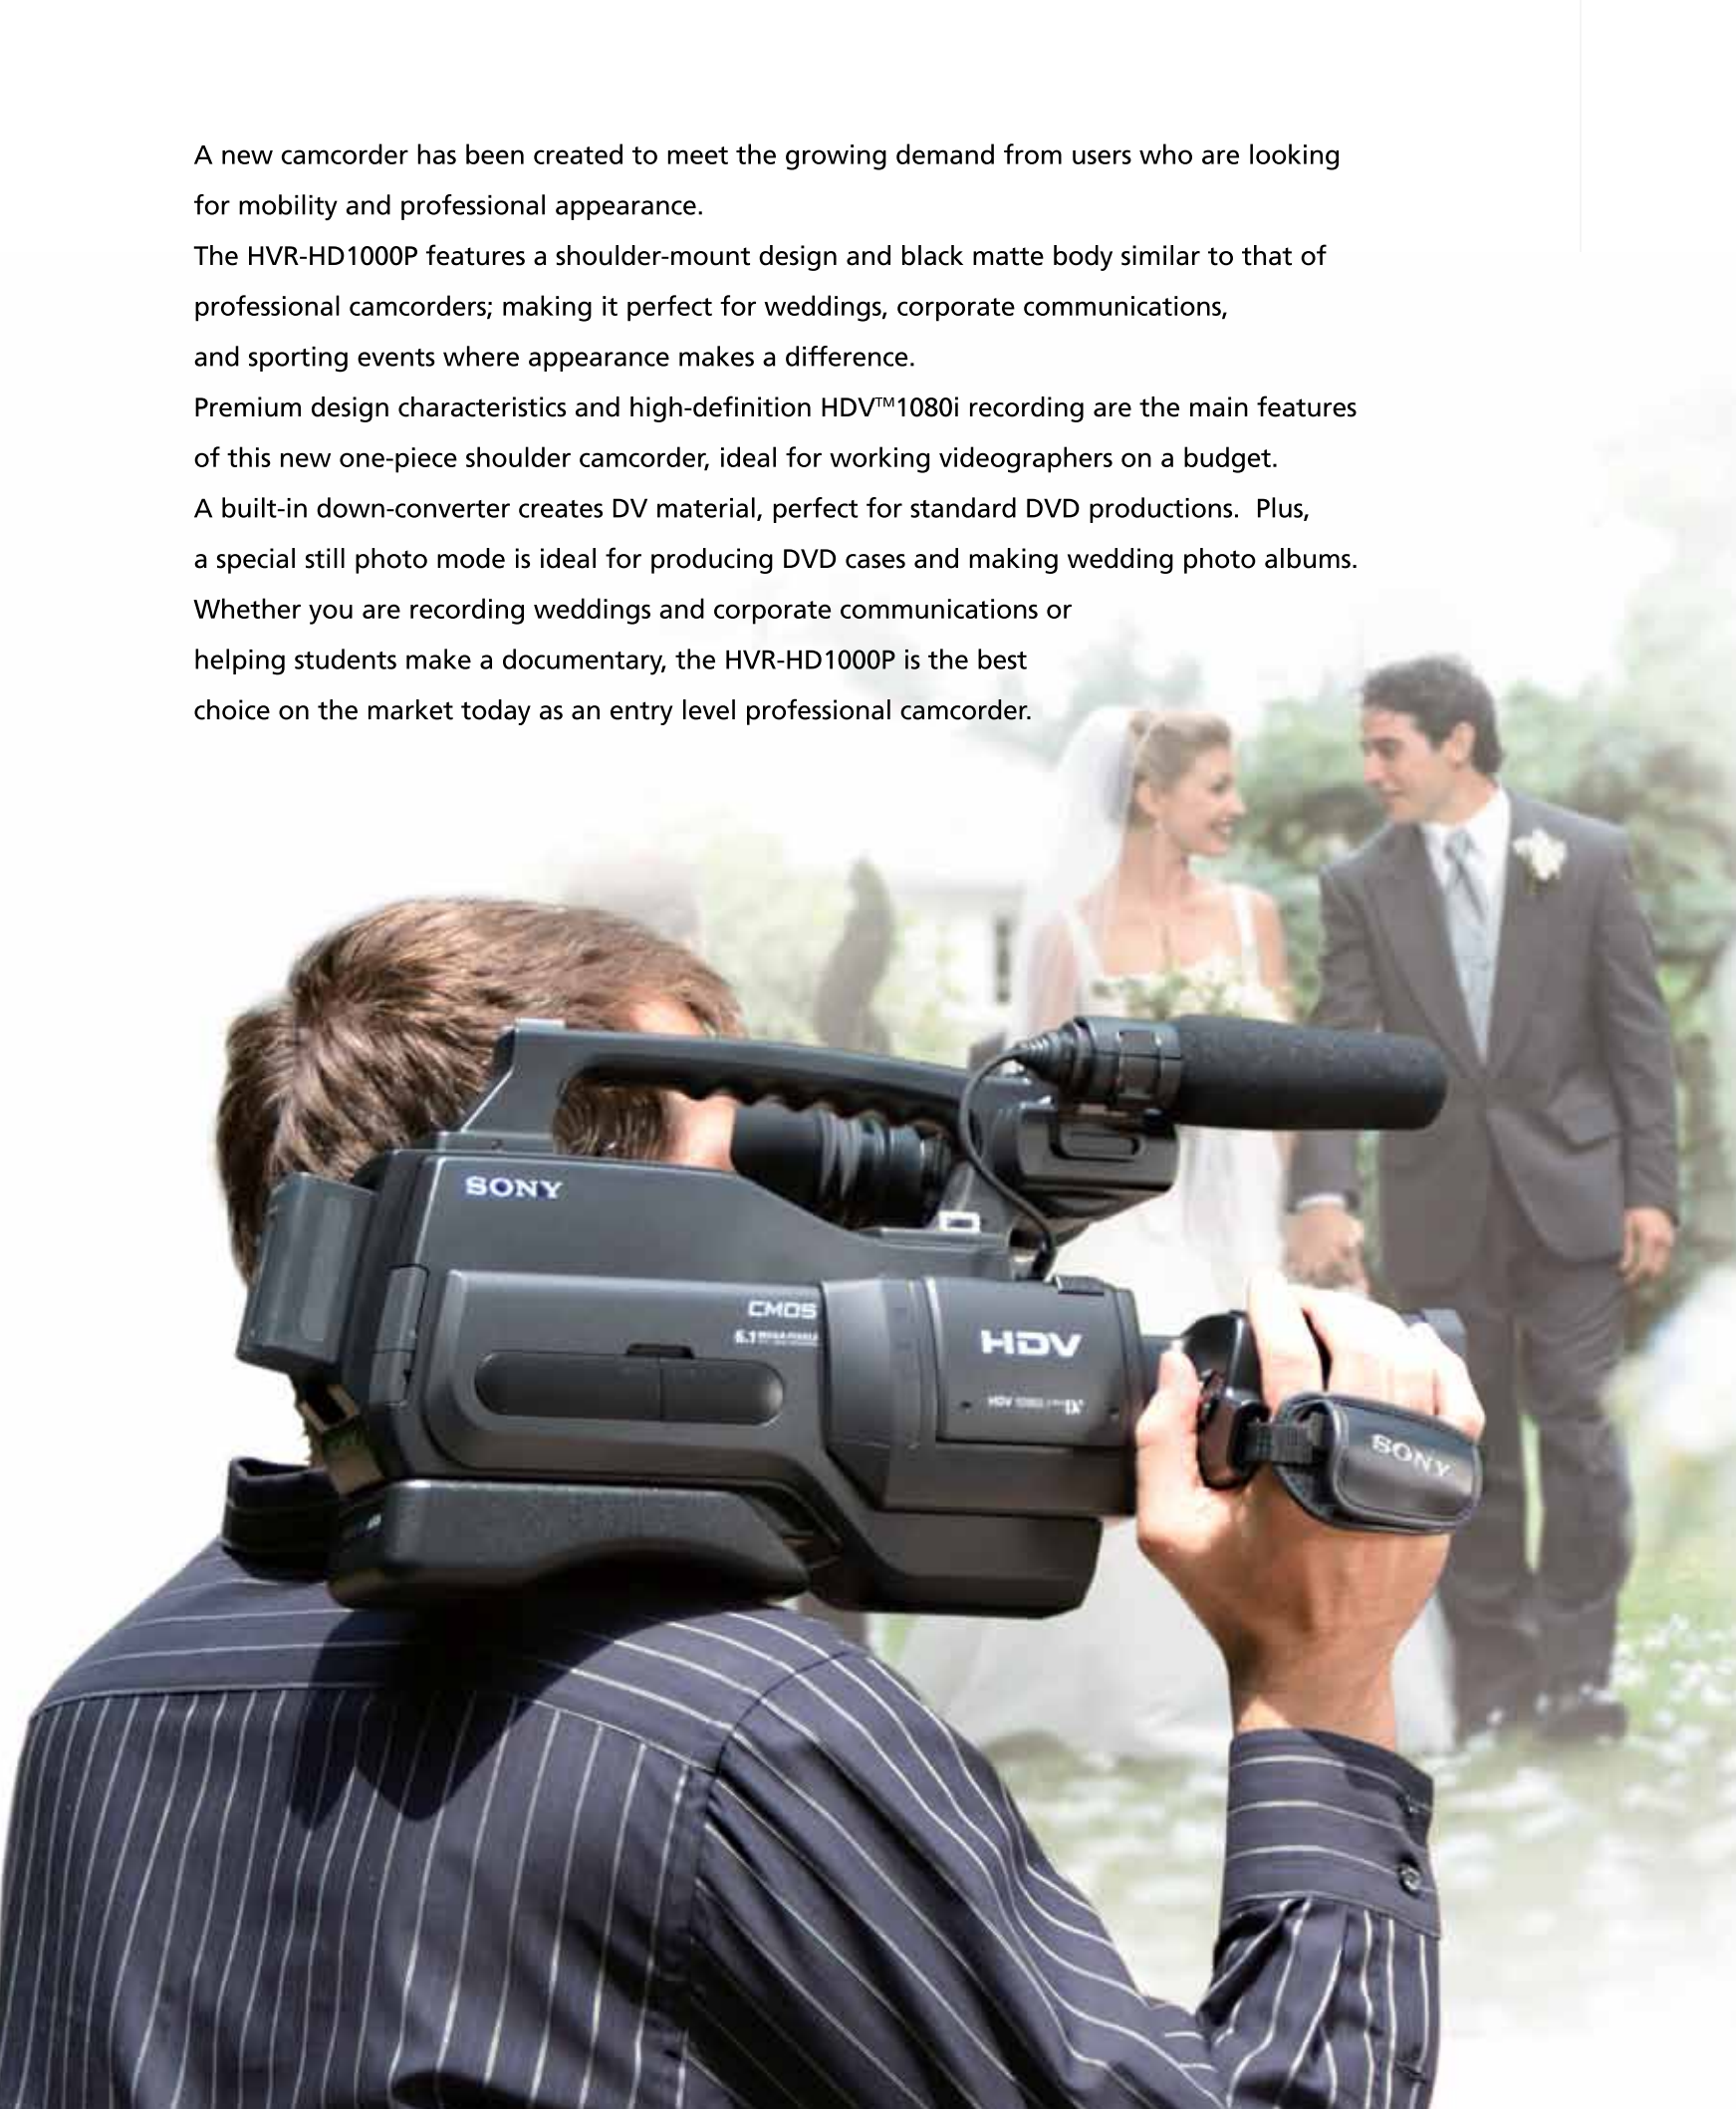 A new camcorder has been created to meet the growing demand from users who are looking
for mobility and professional appearance.
The HVR-HD1000P features a shoulder-mount design and black matte body similar to that of
professional camcorders; making it perfect for weddings, corporate communications,
and sporting events where appearance makes a difference.
Premium design characteristics and high-definition HDV™1080i recording are the main features
of this new one-piece shoulder camcorder, ideal for working videographers on a budget.
A built-in down-converter creates DV material, perfect for standard DVD productions.  Plus,
a special still photo mode is ideal for producing DVD cases and making wedding photo albums.
Whether you are recording weddings and corporate communications or
helping students make a documentary, the HVR-HD1000P is the best
choice on the market today as an entry level professional camcorder.
SONY
CMOS
HDV
HDV
SONY